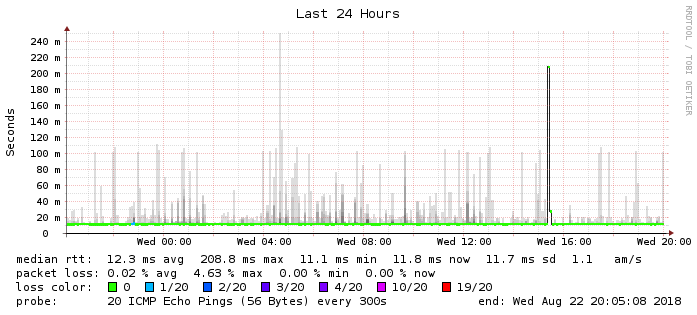 Last 24 Hours
RRDTOOL / TOBI OETIKER
Seconds
240 m
220 m
200 m
180 m
160 m
140 m
120 m
100 m
80 m
60 m
40 m
20 m
0
Wed 00:00 Wed 04:00 Wed 08:00 Wed 12:00 Wed 16:00 Wed 20:00
median rtt: 12.3 ms avg 208.8 ms max 11.1 ms min 11.8 ms now 11.7 ms sd 1.1 am/s
packet loss: 0.02 % avg 4.63 % max 0.00 % min 0.00 % now
loss color: 0 1/20 2/20 3/20 4/20 10/20 19/20
probe: 20 ICMP Echo Pings (56 Bytes) every 300s end: Wed Aug 22 20:05:08 2018